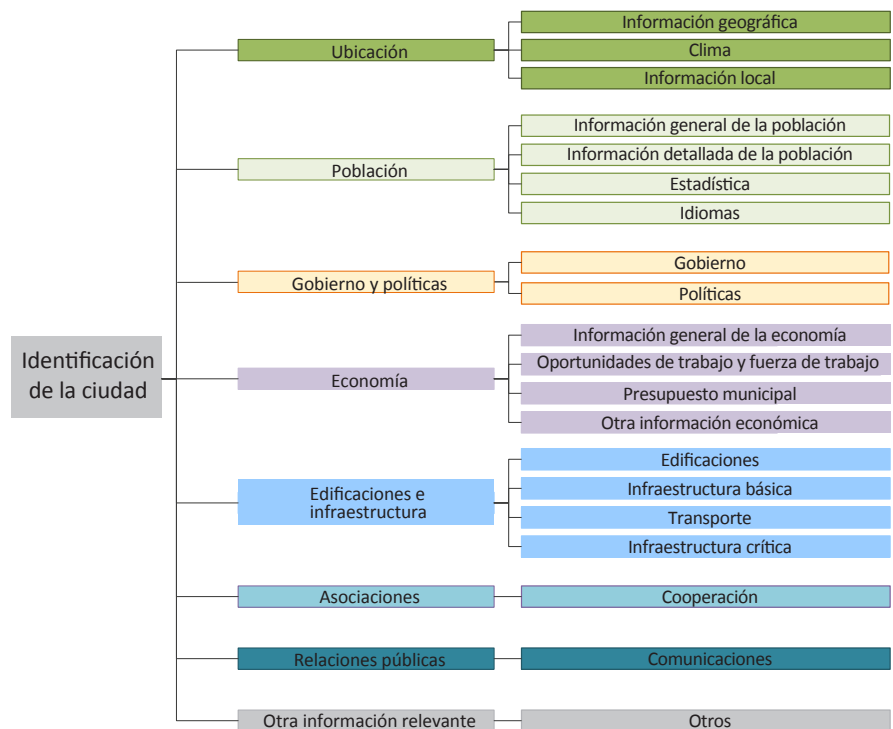 Identificación
de la ciudad
Ubicación
Información geográfica
Clima
Información local
Población
Información general de la población
Información detallada de la población
Estadística
Idiomas
Gobierno y políticas
Gobierno
Políticas
Economía
Información general de la economía
Oportunidades de trabajo y fuerza de trabajo
Presupuesto municipal
Otra información económica
Edificaciones e
infraestructura
Edificaciones
Infraestructura básica
Transporte
Infraestructura crítica
Asociaciones
Cooperación
Relaciones públicas
Comunicaciones
Otra información relevante
Otros